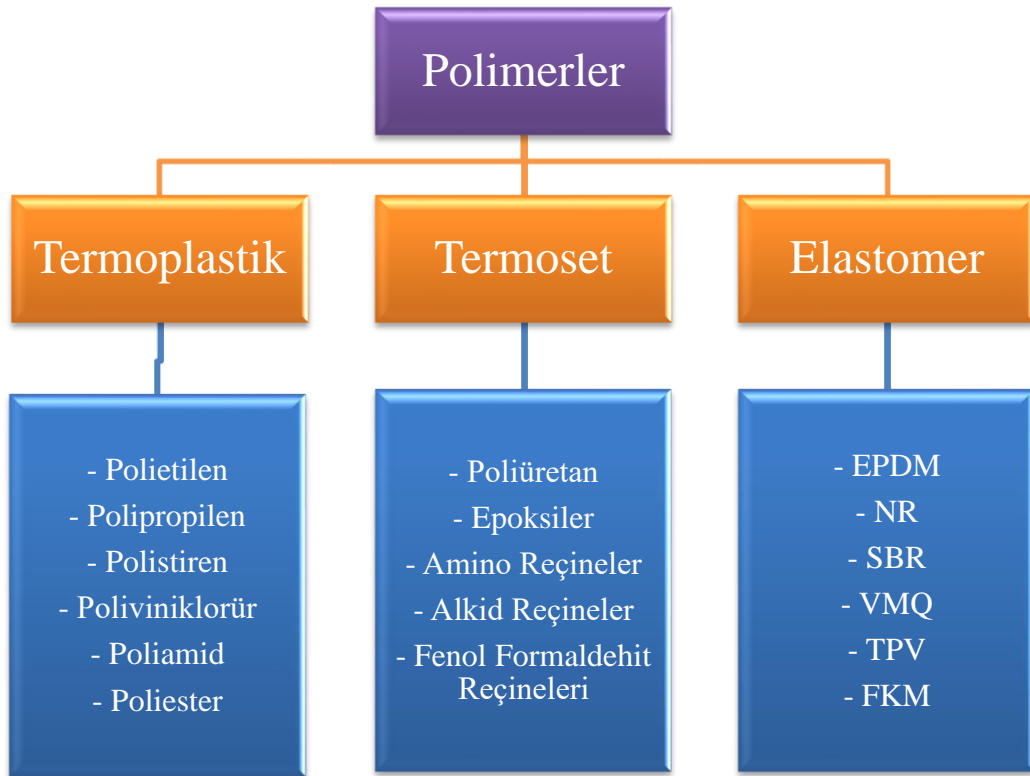 Polimerler
Termoplastik
Termoset
Elastomer
- Polietilen
- Polipropilen
- Polistiren
- Poliviniklorür
- Poliamid
- Poliester
- Poliüretan
- Epoksiler
- Amino Reçineler
- Alkid Reçineler
- Fenol Formaldehit
Reçineleri
- EPDM
- NR
- SBR
- VMQ
- TPV
- FKM